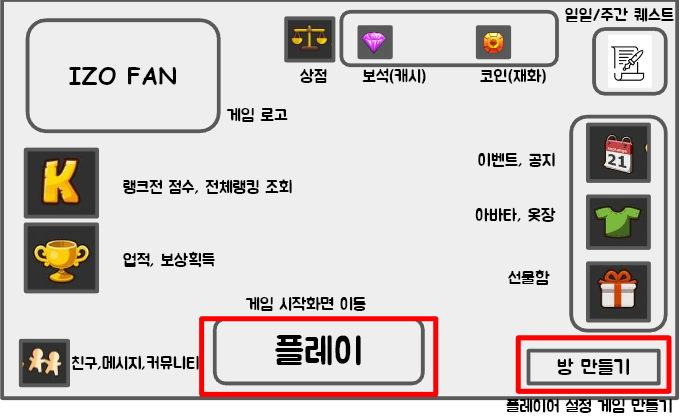 일일/주간 퀘스트
IZO FAN
상점
보석(캐시)
코인(재화)
게임 로고
이벤트, 공지
21
K
랭크전 점수, 전체랭킹 조회
아바타, 옷장
업적, 보상획득
선물함
게임 시작화면 이동
플레이
친구,메시지,커뮤니티
방 만들기
플레이어 설정 게임 만들기